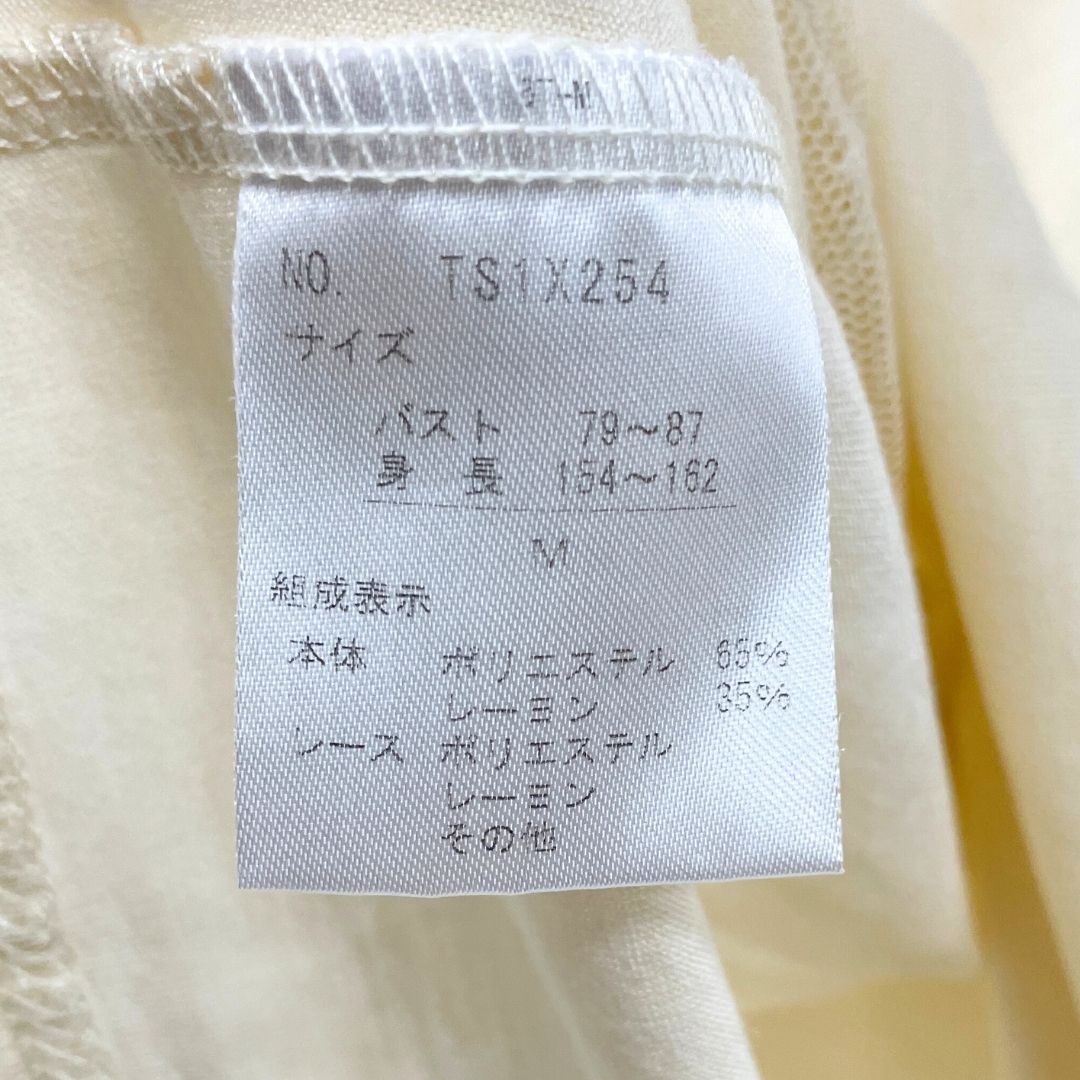 NO. TS1X254
サイズ
バスト 79～87
身 長 154～162
M
組成表示
本体 ポリエステル 65%
レーヨン 35%
レース ポリエステル
レーヨン
その他